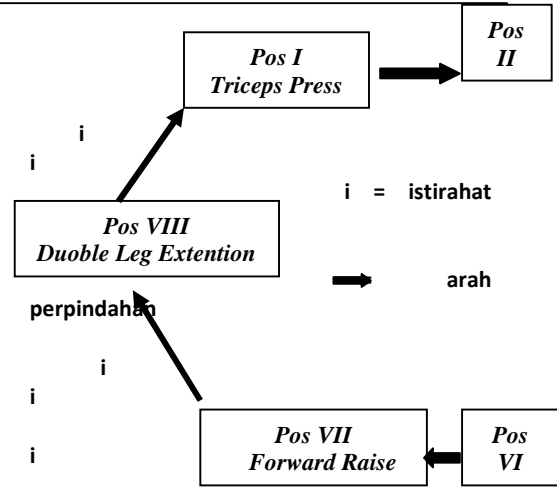 Pos I
Triceps Press
Pos
II
i
i
i = istirahat
Pos VIII
Duoble Leg Extention
arah
perpindahan
i
i
Pos VII
Forward Raise
Pos
VI
i